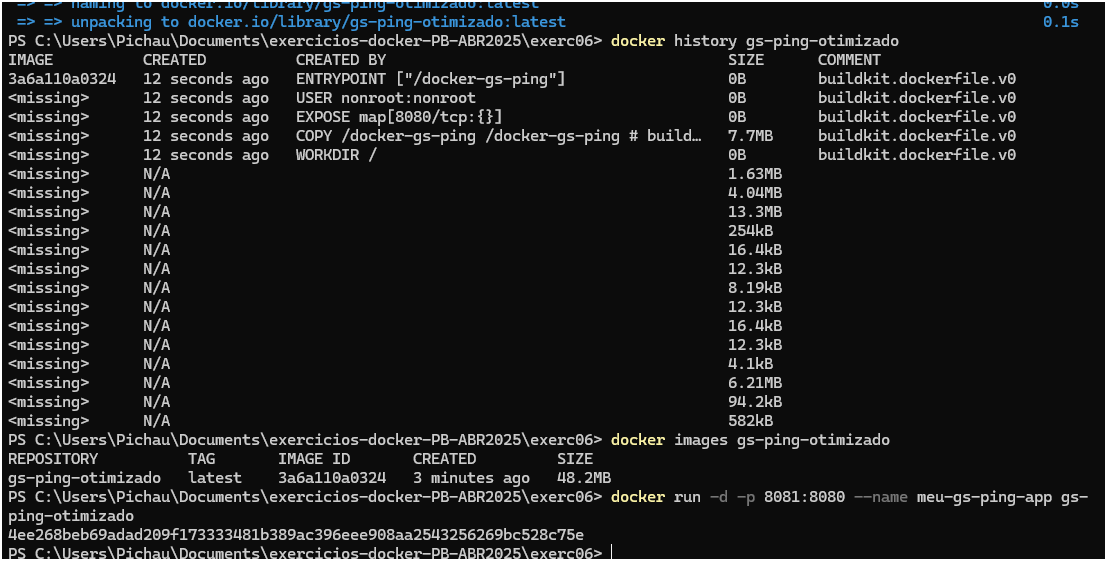 => => naming to docker.io/library/gs-ping-otimizado:latest 0.0s
=> => unpacking to docker.io/library/gs-ping-otimizado:latest 0.1s
PS C:\Users\Pichau\Documents\exercicios-docker-PB-ABR2025\exerc06> docker history gs-ping-otimizado
IMAGE CREATED CREATED BY SIZE COMMENT
3a6a110a0324 12 seconds ago ENTRYPOINT ["/docker-gs-ping"] 0B buildkit.dockerfile.v0
<missing> 12 seconds ago USER nonroot:nonroot 0B buildkit.dockerfile.v0
<missing> 12 seconds ago EXPOSE map[8080/tcp:{}] 0B buildkit.dockerfile.v0
<missing> 12 seconds ago COPY /docker-gs-ping /docker-gs-ping # build… 7.7MB buildkit.dockerfile.v0
<missing> 12 seconds ago WORKDIR / 0B buildkit.dockerfile.v0
<missing> N/A 1.63MB
<missing> N/A 4.04MB
<missing> N/A 13.3MB
<missing> N/A 254kB
<missing> N/A 16.4kB
<missing> N/A 12.3kB
<missing> N/A 8.19kB
<missing> N/A 12.3kB
<missing> N/A 16.4kB
<missing> N/A 12.3kB
<missing> N/A 4.1kB
<missing> N/A 6.21MB
<missing> N/A 94.2kB
<missing> N/A 582kB
PS C:\Users\Pichau\Documents\exercicios-docker-PB-ABR2025\exerc06> docker images gs-ping-otimizado
REPOSITORY TAG IMAGE ID CREATED SIZE
gs-ping-otimizado latest 3a6a110a0324 3 minutes ago 48.2MB
PS C:\Users\Pichau\Documents\exercicios-docker-PB-ABR2025\exerc06> docker run -d -p 8081:8080 --name meu-gs-ping-app gs-
ping-otimizado
4ee268beb69adad209f173333481b389ac396eee908aa2543256269bc528c75e
PS C:\Users\Pichau\Documents\exercicios-docker-PB-ABR2025\exerc06>